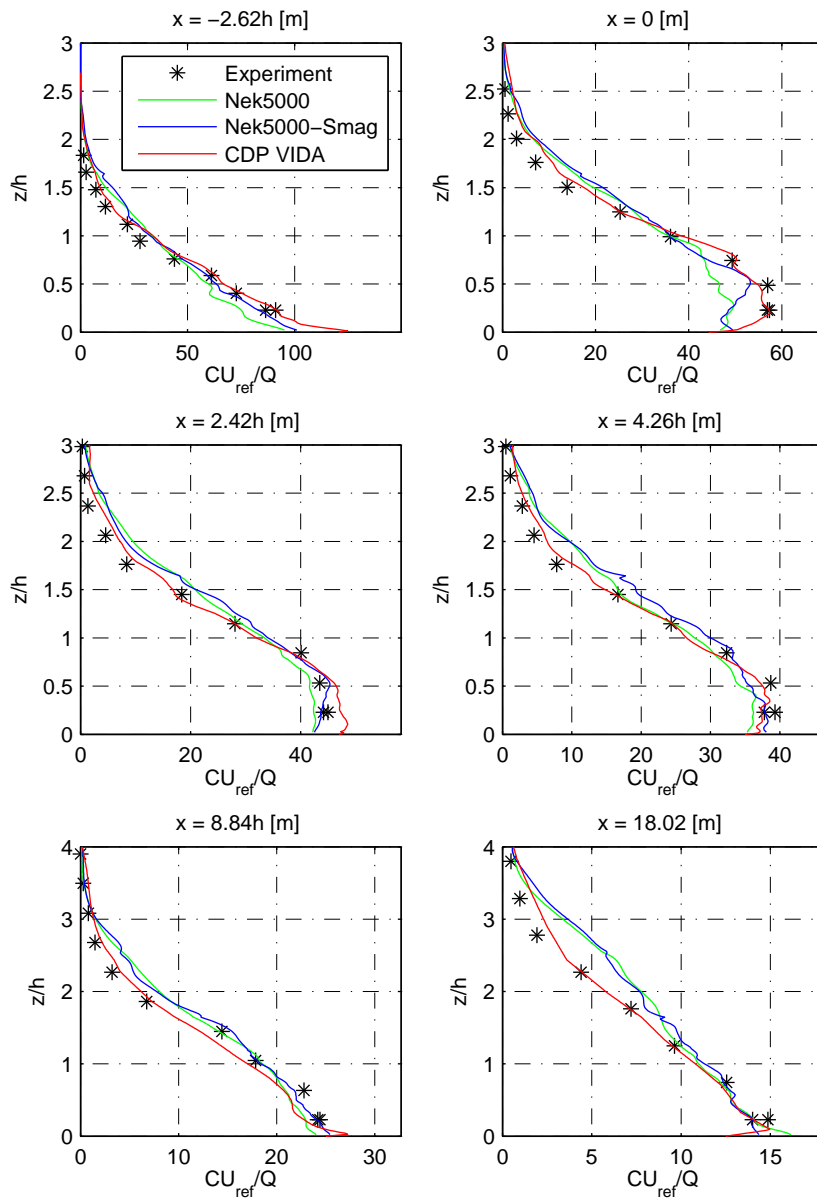 x = −2.62h [m]
3
2.5
2
1.5
1
0.5
0
z/h
0 50 100
CU_ref/Q
Experiment
Nek5000
Nek5000−Smag
CDP VIDA
x = 0 [m]
3
2.5
2
1.5
1
0.5
0
z/h
0 20 40 60
CU_ref/Q
x = 2.42h [m]
3
2.5
2
1.5
1
0.5
0
z/h
0 20 40
CU_ref/Q
x = 4.26h [m]
3
2.5
2
1.5
1
0.5
0
z/h
0 10 20 30 40
CU_ref/Q
x = 8.84h [m]
4
3
2
1
0
z/h
0 10 20 30
CU_ref/Q
x = 18.02 [m]
4
3
2
1
0
z/h
0 5 10 15
CU_ref/Q